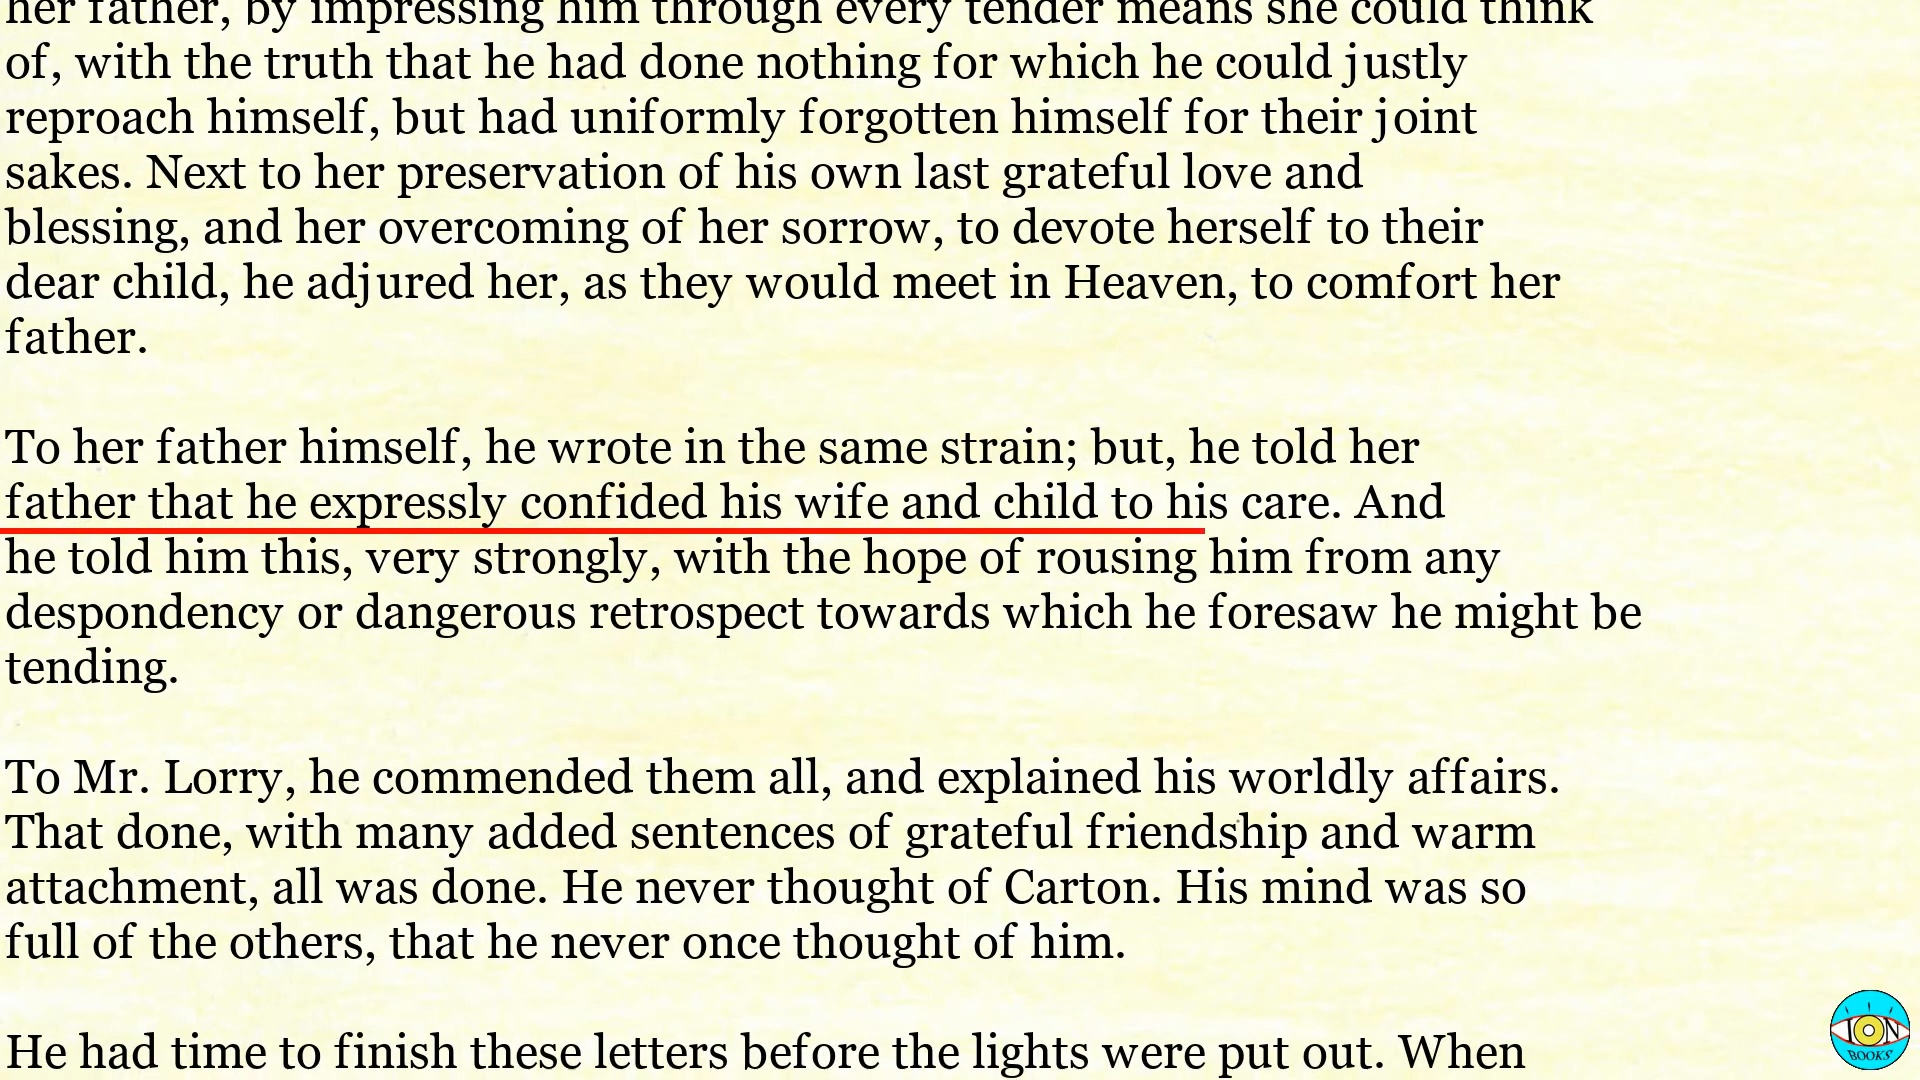 her father, by impressing him through every tender means she could think
of, with the truth that he had done nothing for which he could justly
reproach himself, but had uniformly forgotten himself for their joint
sakes. Next to her preservation of his own last grateful love and
blessing, and her overcoming of her sorrow, to devote herself to their
dear child, he adjured her, as they would meet in Heaven, to comfort her
father.
To her father himself, he wrote in the same strain; but, he told her
father that he expressly confided his wife and child to his care. And
he told him this, very strongly, with the hope of rousing him from any
despondency or dangerous retrospect towards which he foresaw he might be
tending.
To Mr. Lorry, he commended them all, and explained his worldly affairs.
That done, with many added sentences of grateful friendship and warm
attachment, all was done. He never thought of Carton. His mind was so
full of the others, that he never once thought of him.
He had time to finish these letters before the lights were put out. When
ION
BOOKS